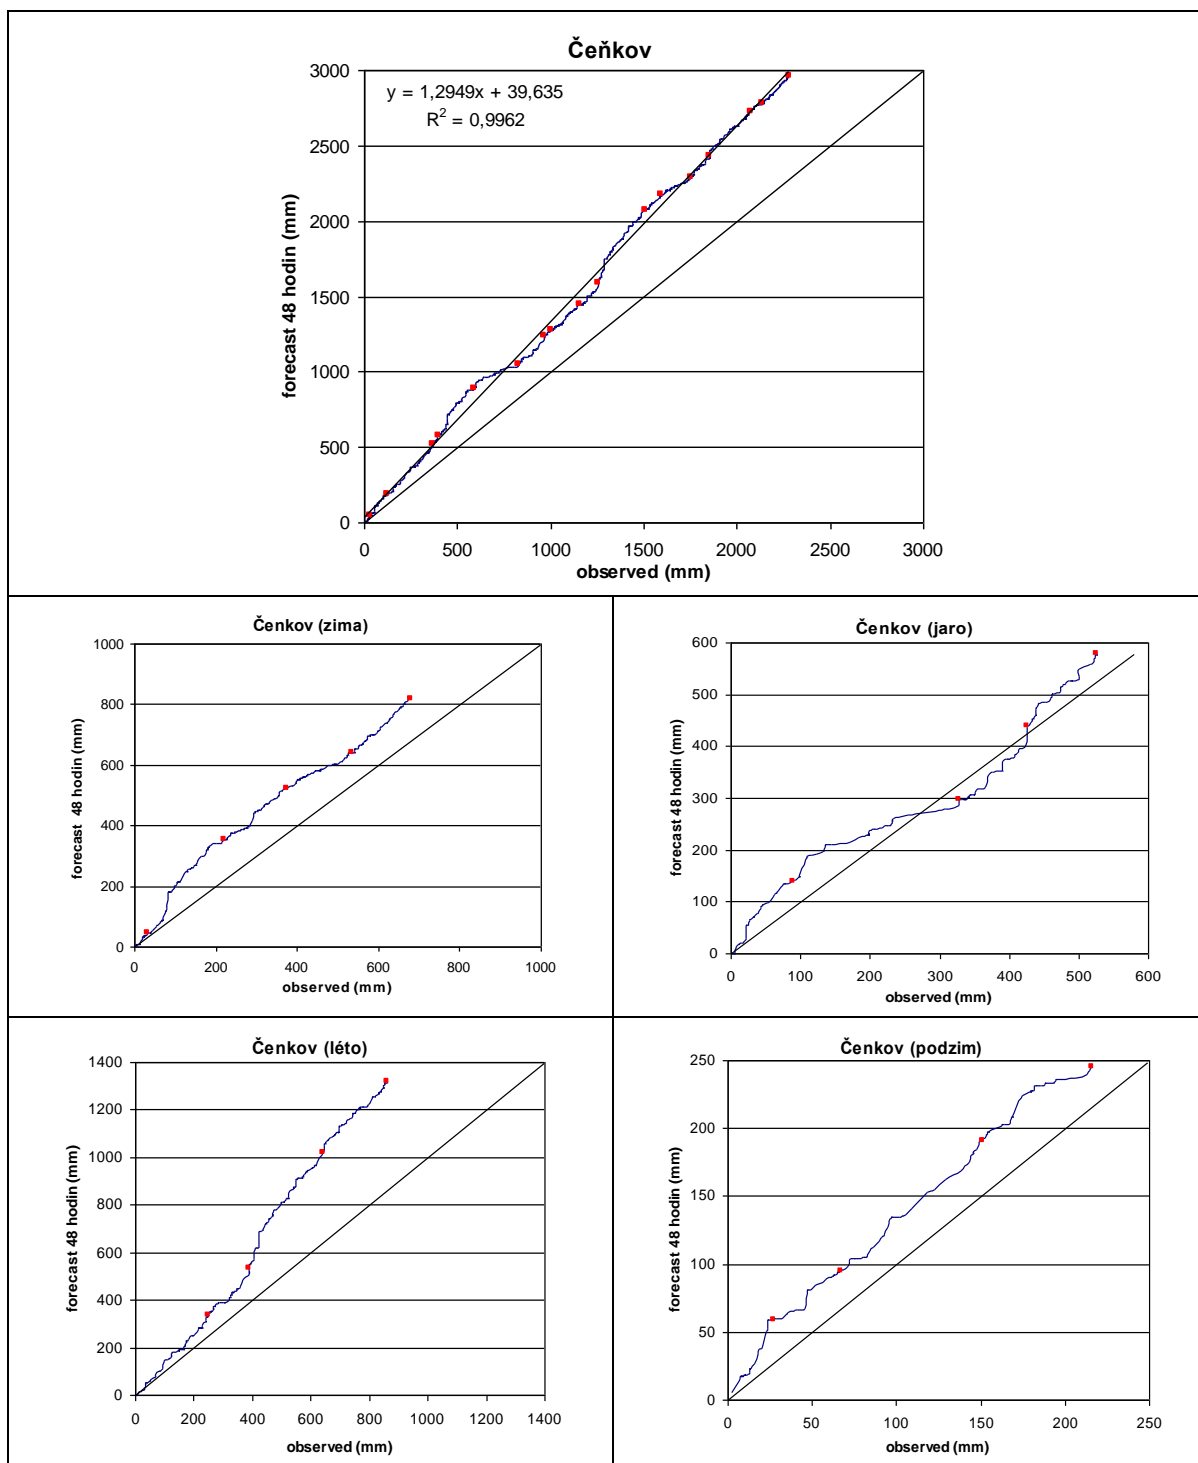 Čeňkov
y = 1,2949x + 39,635
R² = 0,9962
forecast 48 hodin (mm)
3000
2500
2000
1500
1000
500
0
0 500 1000 1500 2000 2500 3000
observed (mm)
Čenkov (zima)
forecast 48 hodin (mm)
1000
800
600
400
200
0
0 200 400 600 800 1000
observed (mm)
Čenkov (jaro)
forecast 48 hodin (mm)
600
500
400
300
200
100
0
0 100 200 300 400 500 600
observed (mm)
Čenkov (léto)
forecast 48 hodin (mm)
1400
1200
1000
800
600
400
200
0
0 200 400 600 800 1000 1200 1400
observed (mm)
Čenkov (podzim)
forecast 48 hodin (mm)
250
200
150
100
50
0
0 50 100 150 200 250
observed (mm)